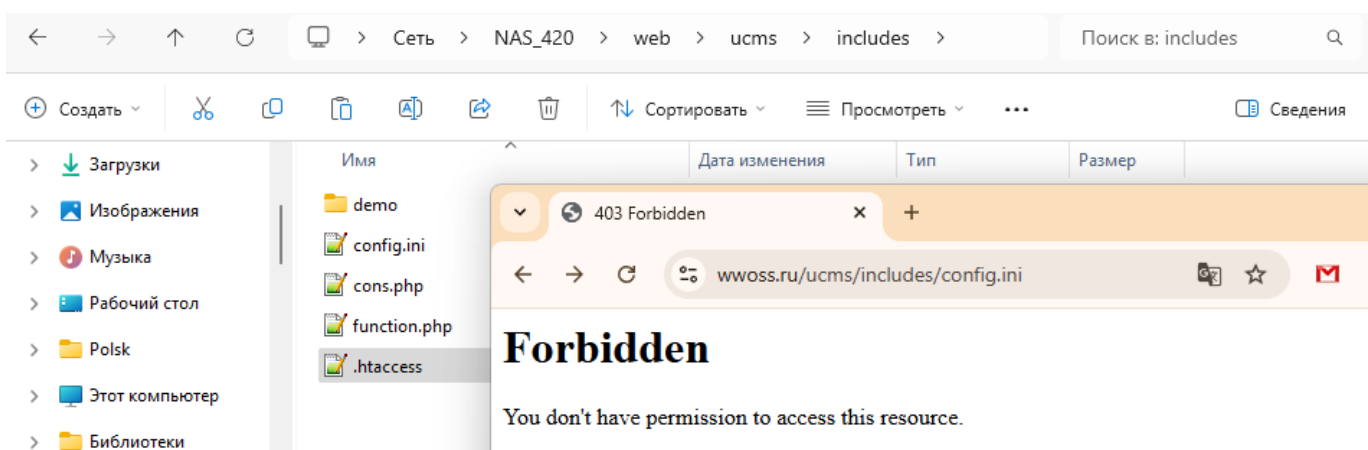 Сеть > NAS_420 > web > ucms > includes >
Поиск в: includes
Создать
Сортировать
Просмотреть
Сведения
Имя
Дата изменения
Тип
Размер
Загрузки
Изображения
Музыка
Рабочий стол
Polsk
Этот компьютер
Библиотеки
demo
config.ini
cons.php
function.php
.htaccess
403 Forbidden
wwoss.ru/ucms/includes/config.ini
Forbidden
You don't have permission to access this resource.